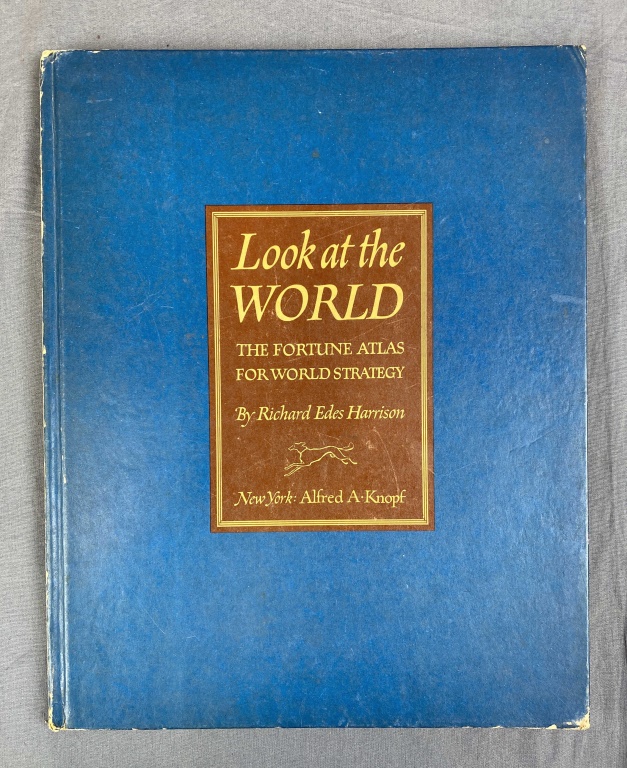 Look at the
WORLD
THE FORTUNE ATLAS
FOR WORLD STRATEGY
By Richard Edes Harrison
New York: Alfred A·Knopf